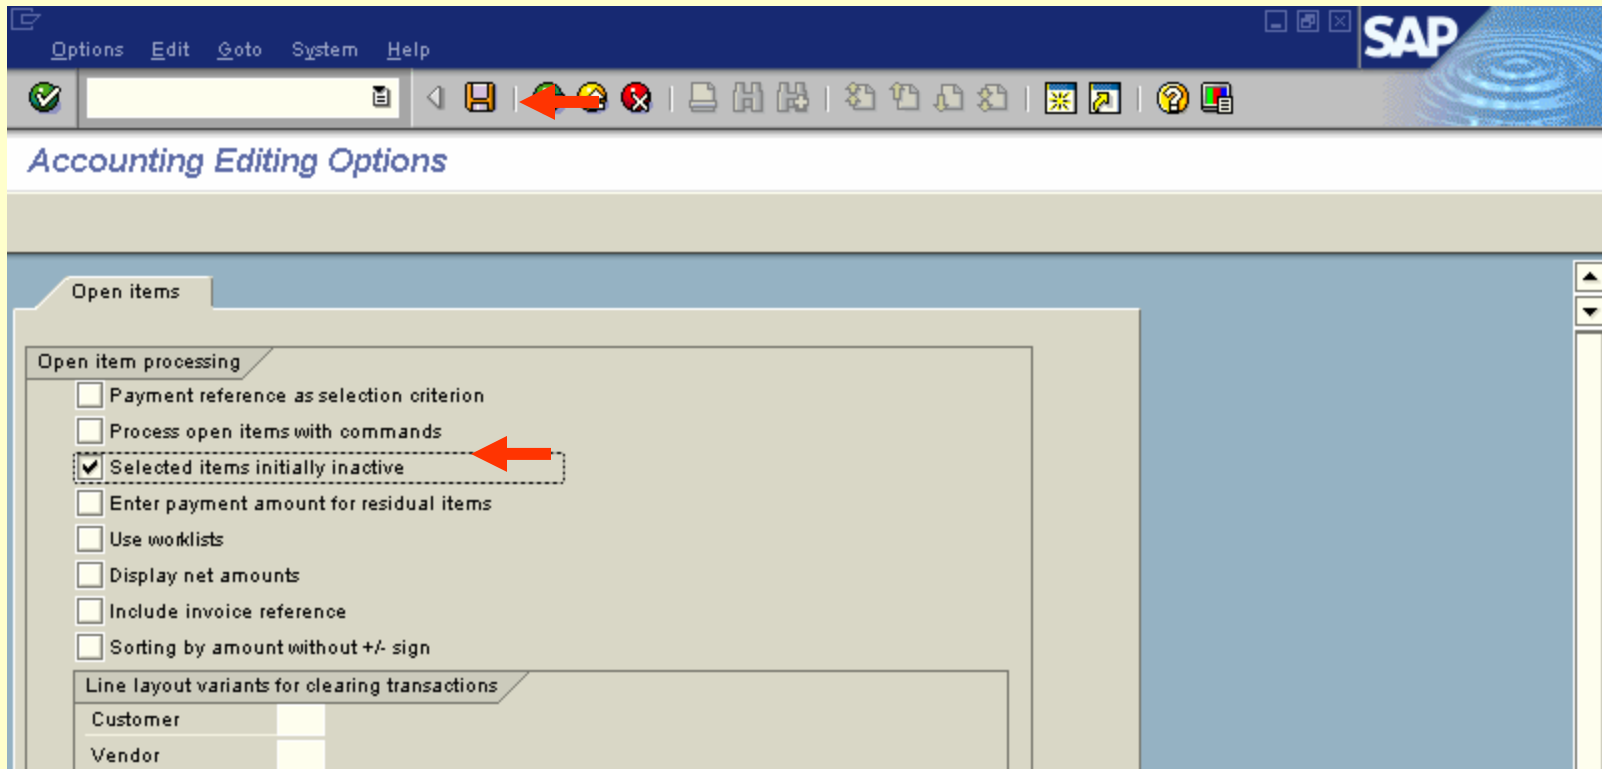 Options Edit Goto System Help
SAP
Accounting Editing Options
Open items
Open item processing
Payment reference as selection criterion
Process open items with commands
Selected items initially inactive
Enter payment amount for residual items
Use worklists
Display net amounts
Include invoice reference
Sorting by amount without +/- sign
Line layout variants for clearing transactions
Customer
Vendor